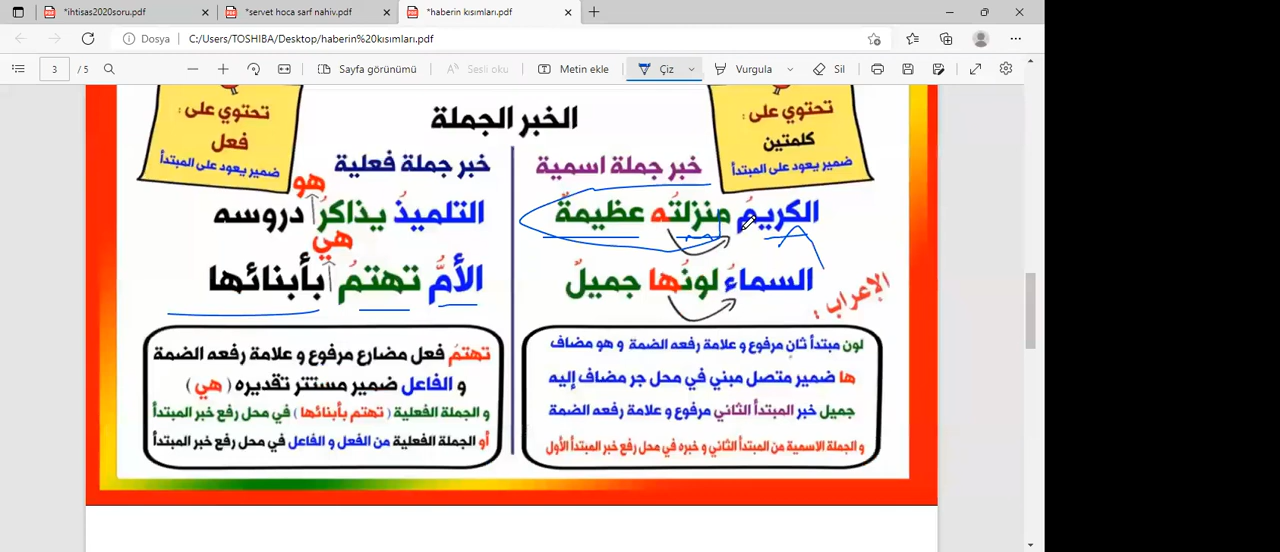 *ihtisas2020soru.pdf
*servet hoca sarf nahiv.pdf
*haberin kısımları.pdf
Dosya
C:/Users/TOSHIBA/Desktop/haberin%20kısımları.pdf
3 / 5
Sayfa görünümü
Sesli oku
Metin ekle
Çiz
Vurgula
Sil
تحتوي على :
كلمتين
ضمير يعود على المبتدأ
الخبر الجملة
تحتوي على :
فعل
ضمير يعود على المبتدأ
خبر جملة اسمية
الكريمُ منزلتُه عظيمةٌ
السماءُ لونُها جميلٌ
خبر جملة فعلية
هو
التلميذُ يذاكرُ دروسه
هي
الأمُّ تهتمُ بأبنائها
الإعراب :
لون مبتدأ ثانٍ مرفوع و علامة رفعه الضمة و هو مضاف
ها ضمير متصل مبني في محل جر مضاف إليه
جميل خبر المبتدأ الثاني مرفوع و علامة رفعه الضمة
و الجملة الاسمية من المبتدأ الثاني و خبره في محل رفع خبر المبتدأ الأول
تهتمُ فعل مضارع مرفوع و علامة رفعه الضمة
و الفاعل ضمير مستتر تقديره ( هي )
و الجملة الفعلية ( تهتم بأبنائها ) في محل رفع خبر المبتدأ
أو الجملة الفعلية من الفعل و الفاعل في محل رفع خبر المبتدأ